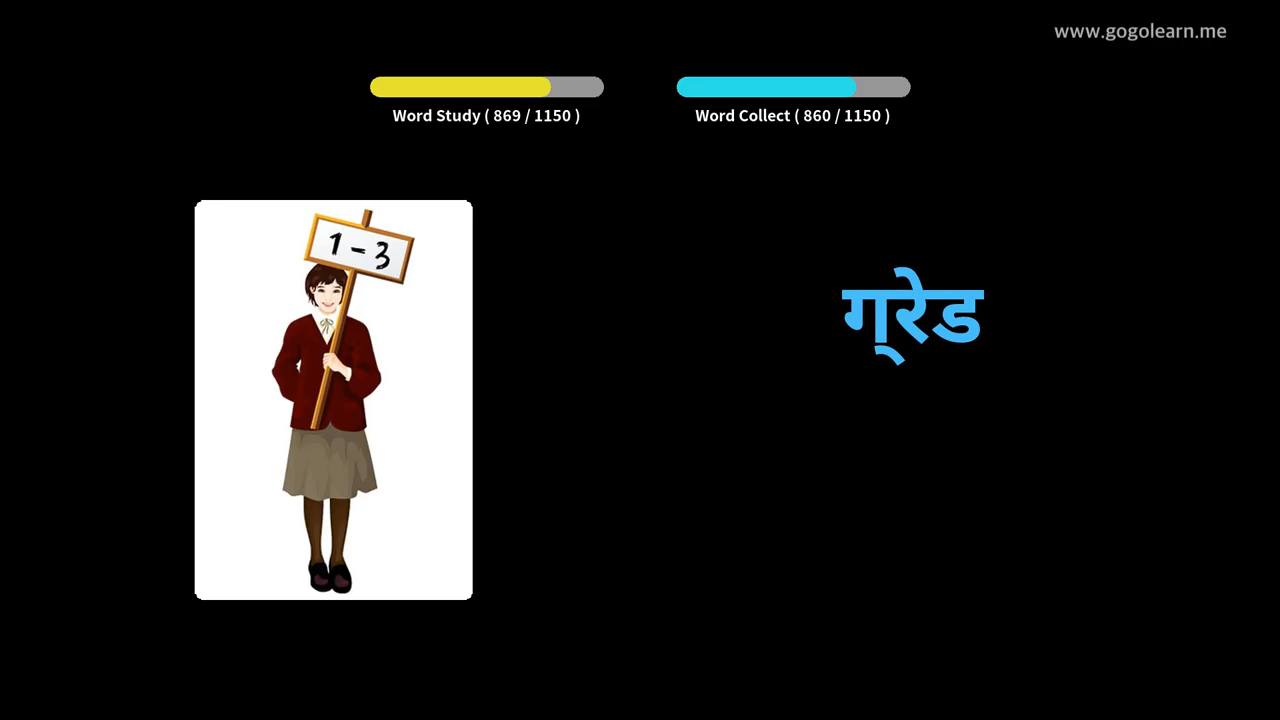 www.gogolearn.me
Word Study ( 869 / 1150 )
Word Collect ( 860 / 1150 )
1 - 3
ग्रेड